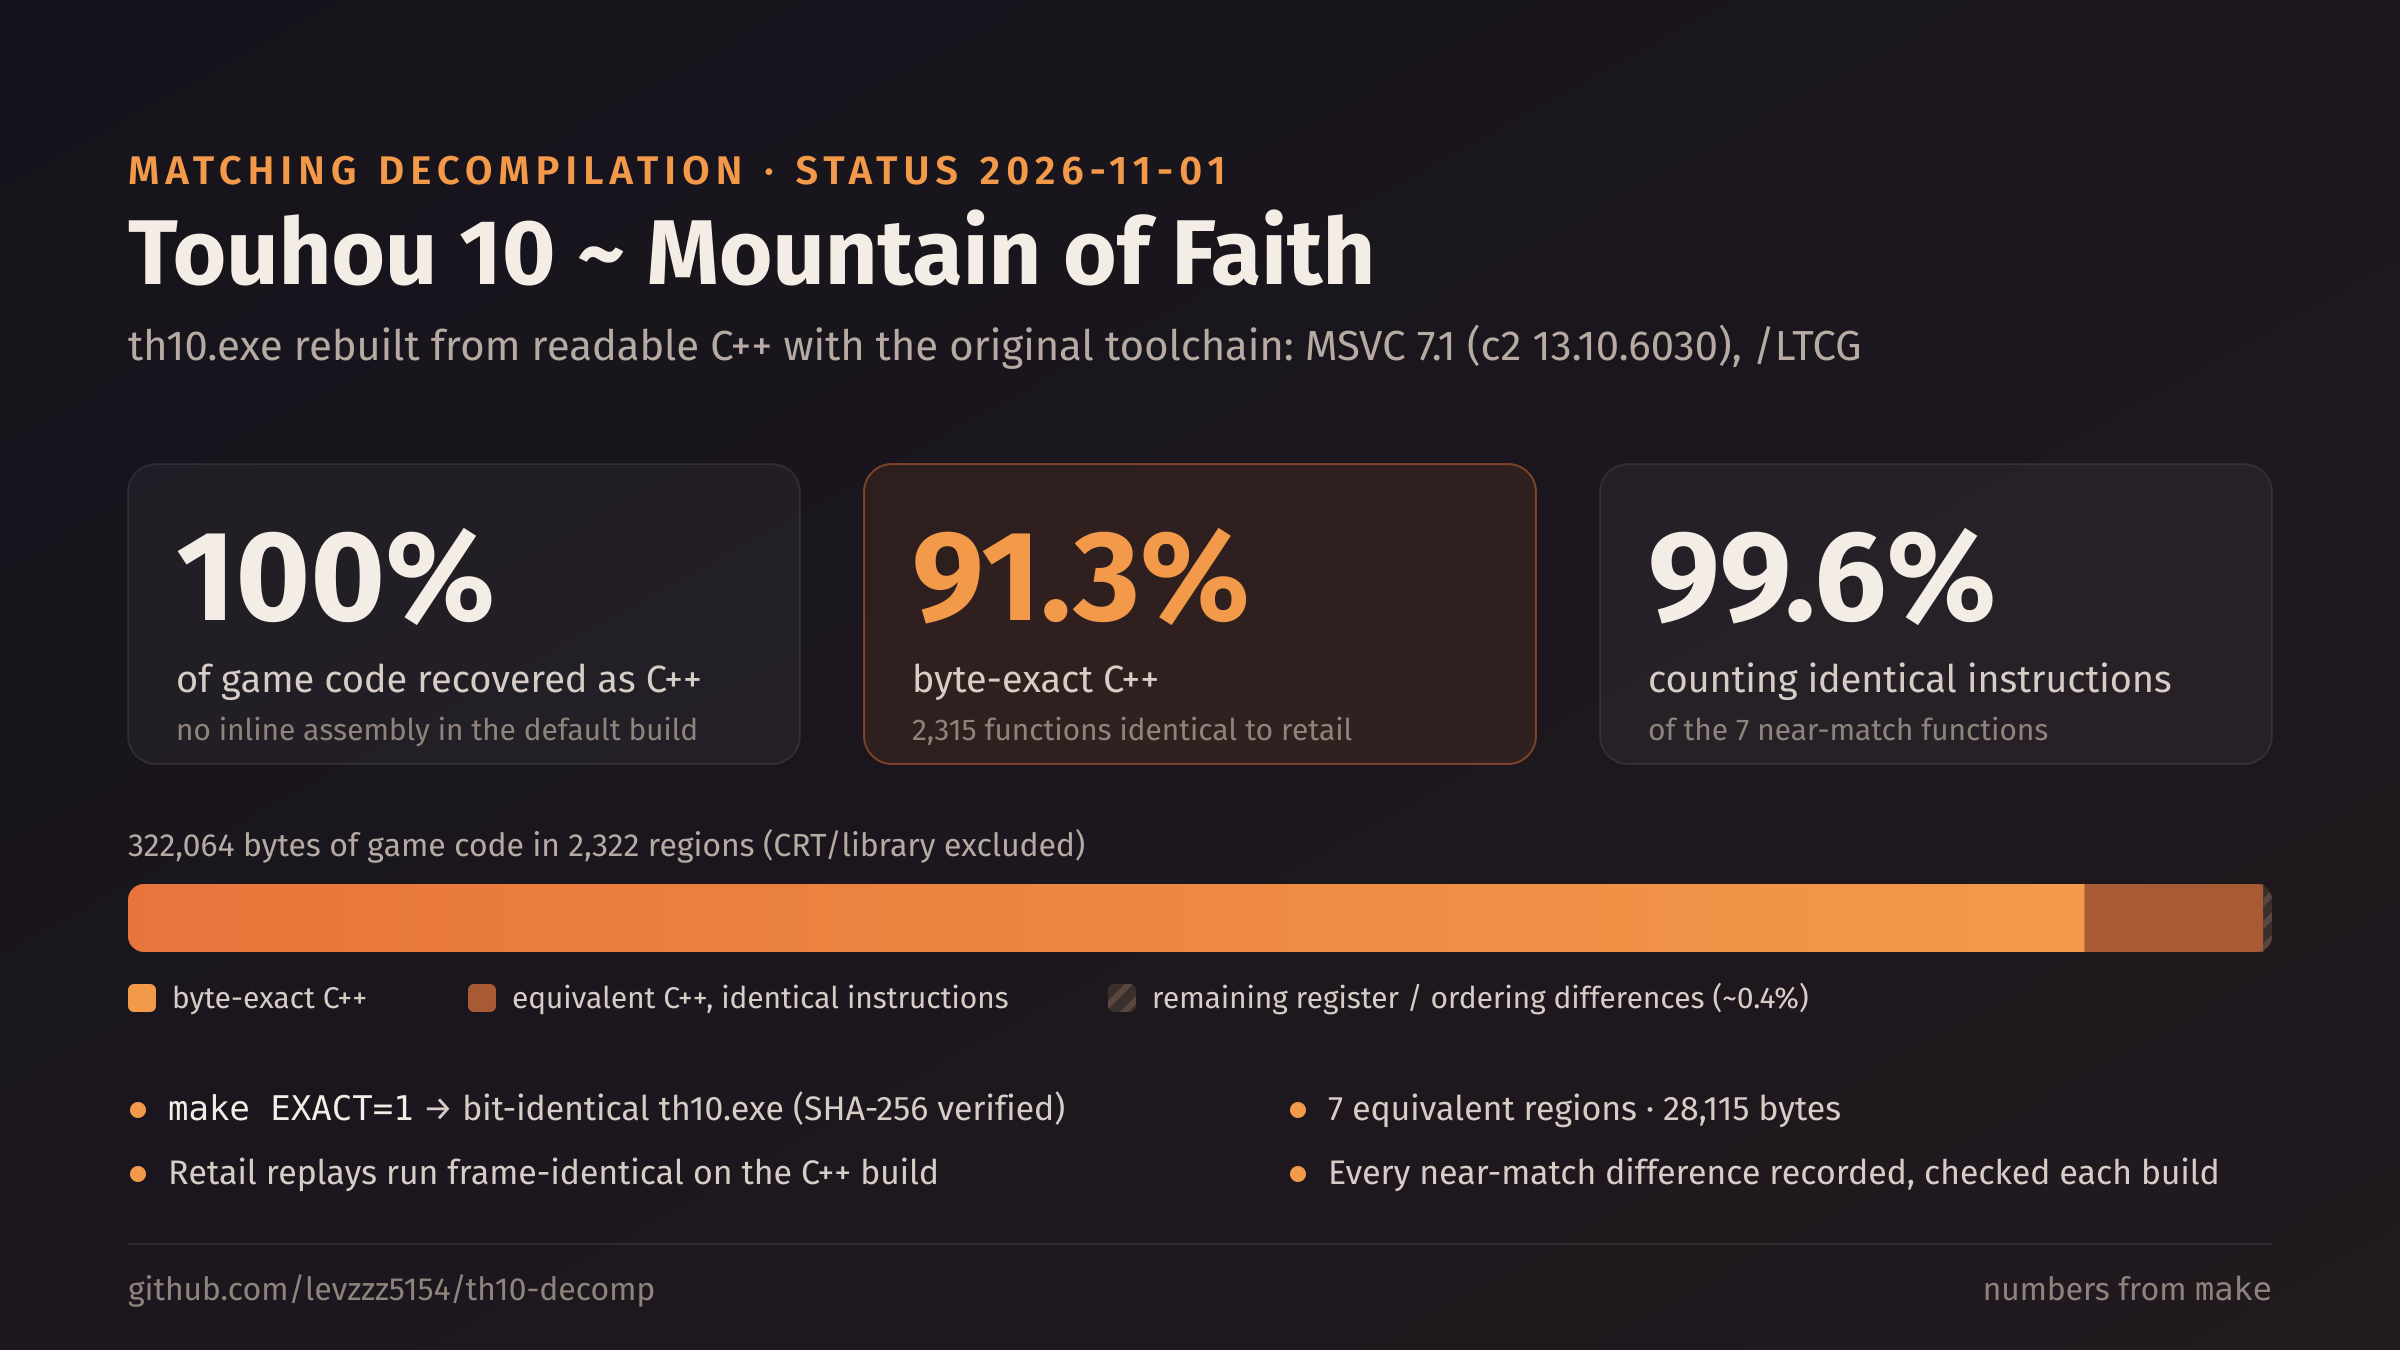 MATCHING DECOMPILATION · STATUS 2026-11-01
Touhou 10 ~ Mountain of Faith
th10.exe rebuilt from readable C++ with the original toolchain: MSVC 7.1 (c2 13.10.6030), /LTCG
100%
of game code recovered as C++
no inline assembly in the default build
91.3%
byte-exact C++
2,315 functions identical to retail
99.6%
counting identical instructions
of the 7 near-match functions
322,064 bytes of game code in 2,322 regions (CRT/library excluded)
byte-exact C++
equivalent C++, identical instructions
remaining register / ordering differences (~0.4%)
make EXACT=1 → bit-identical th10.exe (SHA-256 verified)
Retail replays run frame-identical on the C++ build
7 equivalent regions · 28,115 bytes
Every near-match difference recorded, checked each build
github.com/levzzz5154/th10-decomp
numbers from make